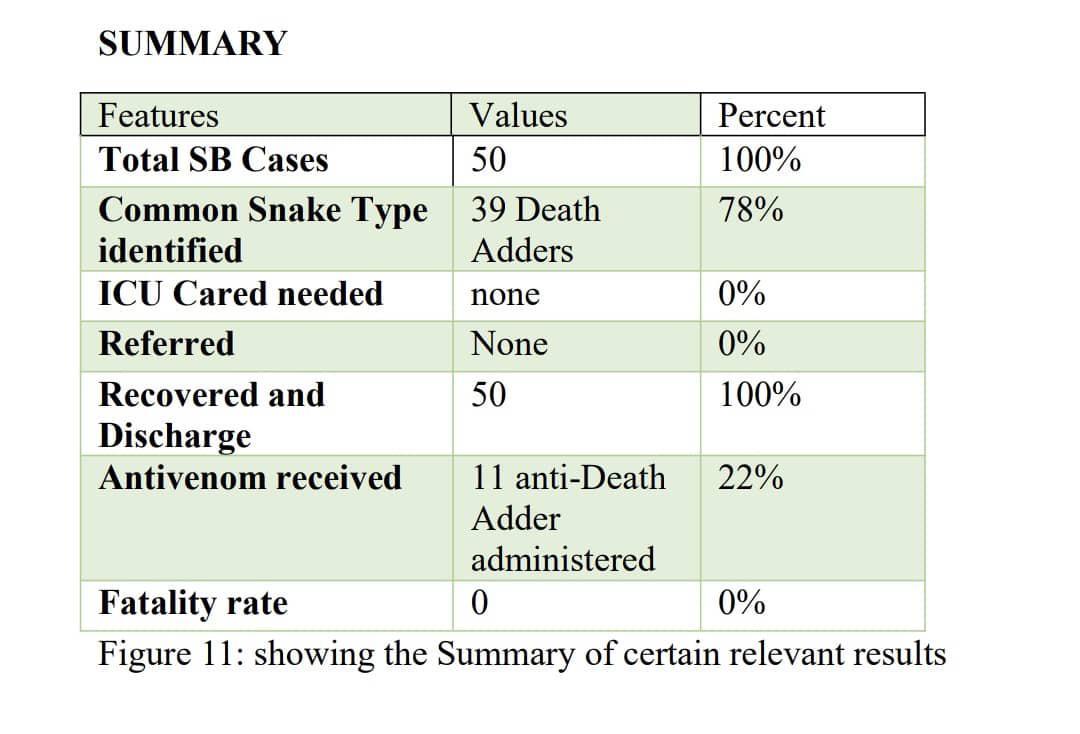 SUMMARY
Features Values Percent
Total SB Cases 50 100%
Common Snake Type 39 Death 78%
identified Adders
ICU Cared needed none 0%
Referred None 0%
Recovered and 50 100%
Discharge
Antivenom received 11 anti-Death 22%
Adder
administered
Fatality rate 0 0%
Figure 11: showing the Summary of certain relevant results